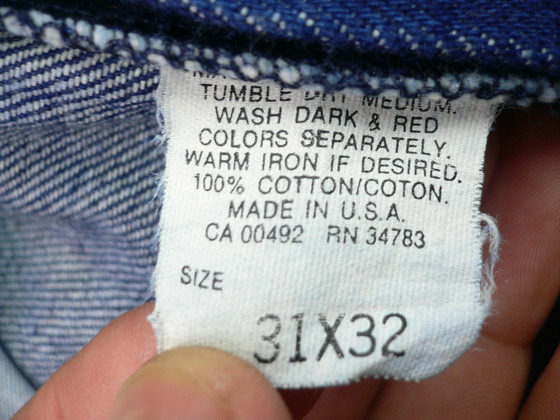 TUMBLE DRY MEDIUM.
WASH DARK & RED
COLORS SEPARATELY.
WARM IRON IF DESIRED.
100% COTTON/COTON.
MADE IN U.S.A.
CA 00492 RN 34783
SIZE
31X32